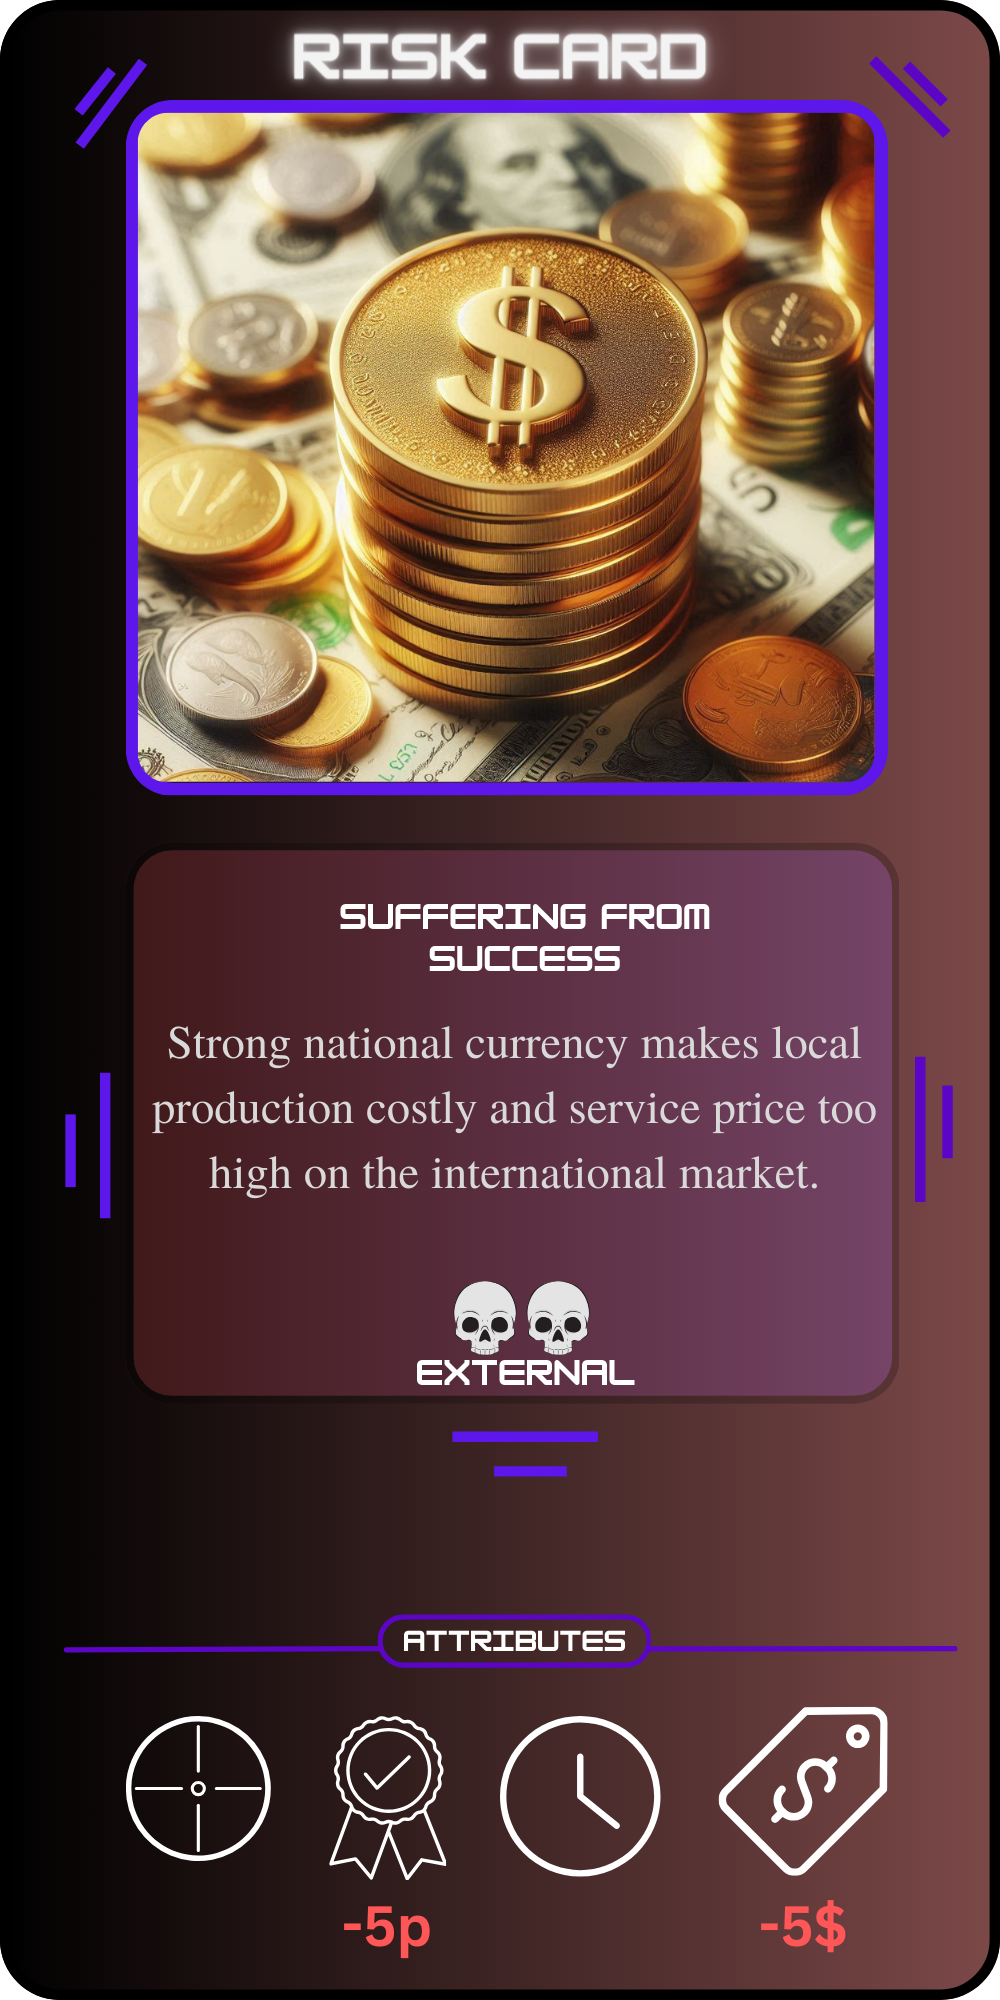 RISK CARD
$
SUFFERING FROM
SUCCESS
Strong national currency makes local
production costly and service price too
high on the international market.
EXTERNAL
ATTRIBUTES
$
-5p
-5$